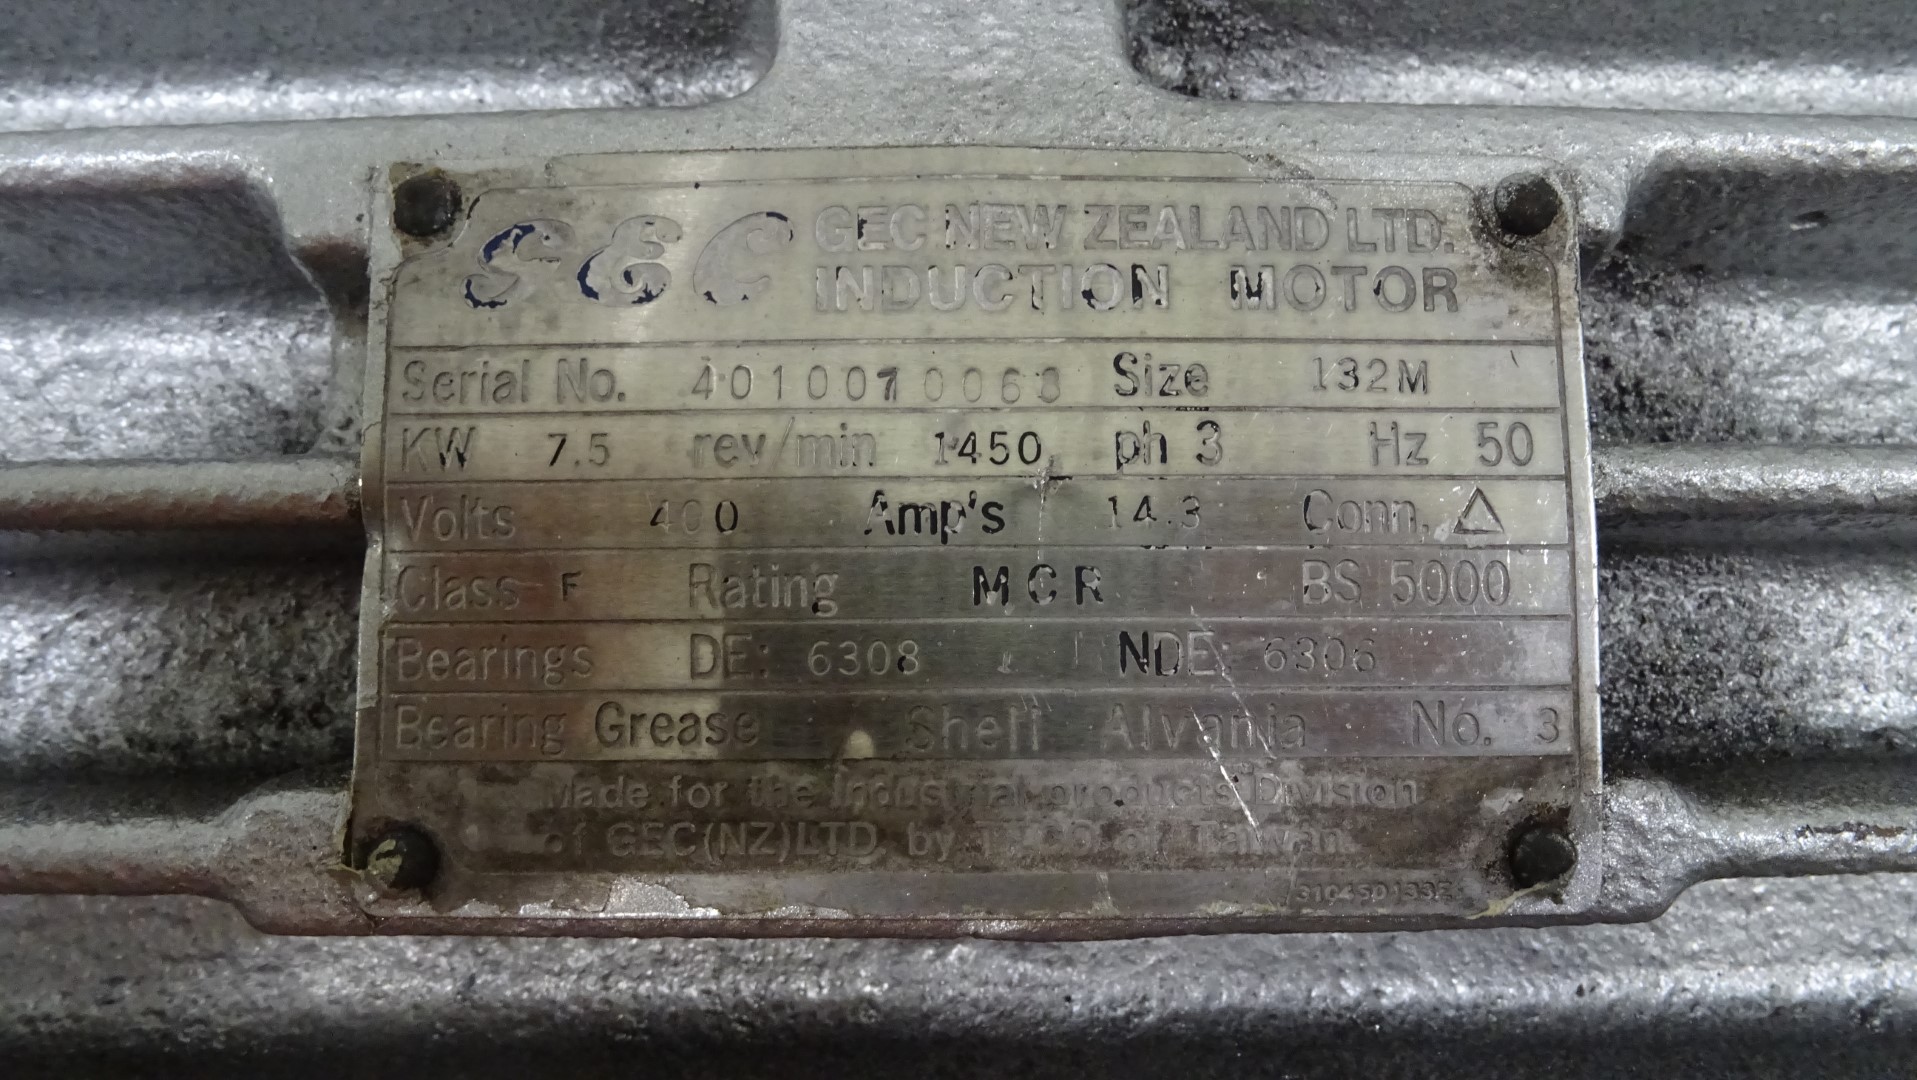 GEC GEC NEW ZEALAND LTD.
INDUCTION MOTOR
Serial No. 4010070063 Size 132M
KW 7.5 rev/min 1450 ph 3 Hz 50
Volts 400 Amp's 14.3 Conn. △
Class F Rating MCR BS 5000
Bearings DE: 6308 NDE: 6306
Bearing Grease Shell Alvania No. 3
Made for the Industrial products Division
of GEC(NZ)LTD by TECO of Taiwan.